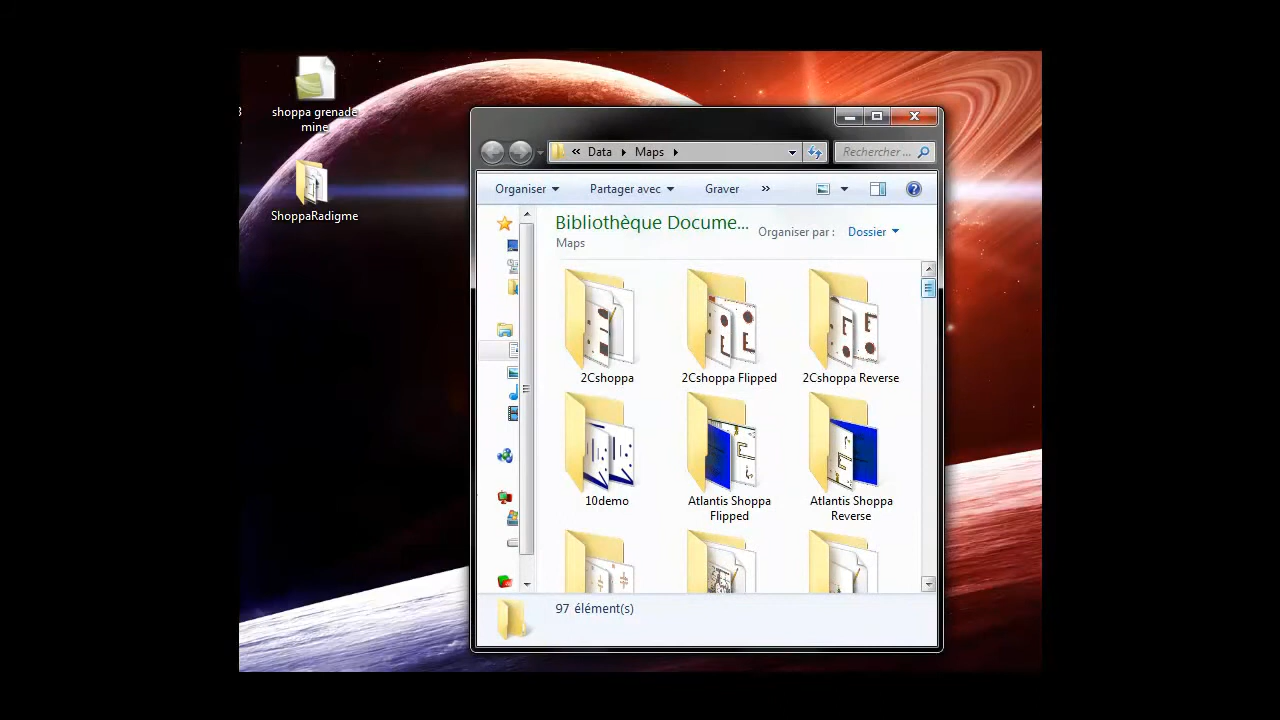 3
shoppa grenade
mine
ShoppaRadigme
« Data Maps
Rechercher ...
Organiser Partager avec Graver »
Bibliothèque Docume...
Maps
Organiser par : Dossier
2Cshoppa
2Cshoppa Flipped
2Cshoppa Reverse
10demo
Atlantis Shoppa
Flipped
Atlantis Shoppa
Reverse
97 élément(s)